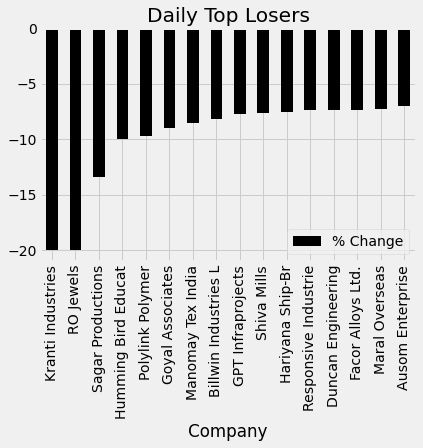 Daily Top Losers
0
−5
−10
−15
−20
% Change
Kranti Industries
RO Jewels
Sagar Productions
Humming Bird Educat
Polylink Polymer
Goyal Associates
Manomay Tex India
Billwin Industries L
GPT Infraprojects
Shiva Mills
Hariyana Ship-Br
Responsive Industrie
Duncan Engineering
Facor Alloys Ltd.
Maral Overseas
Ausom Enterprise
Company